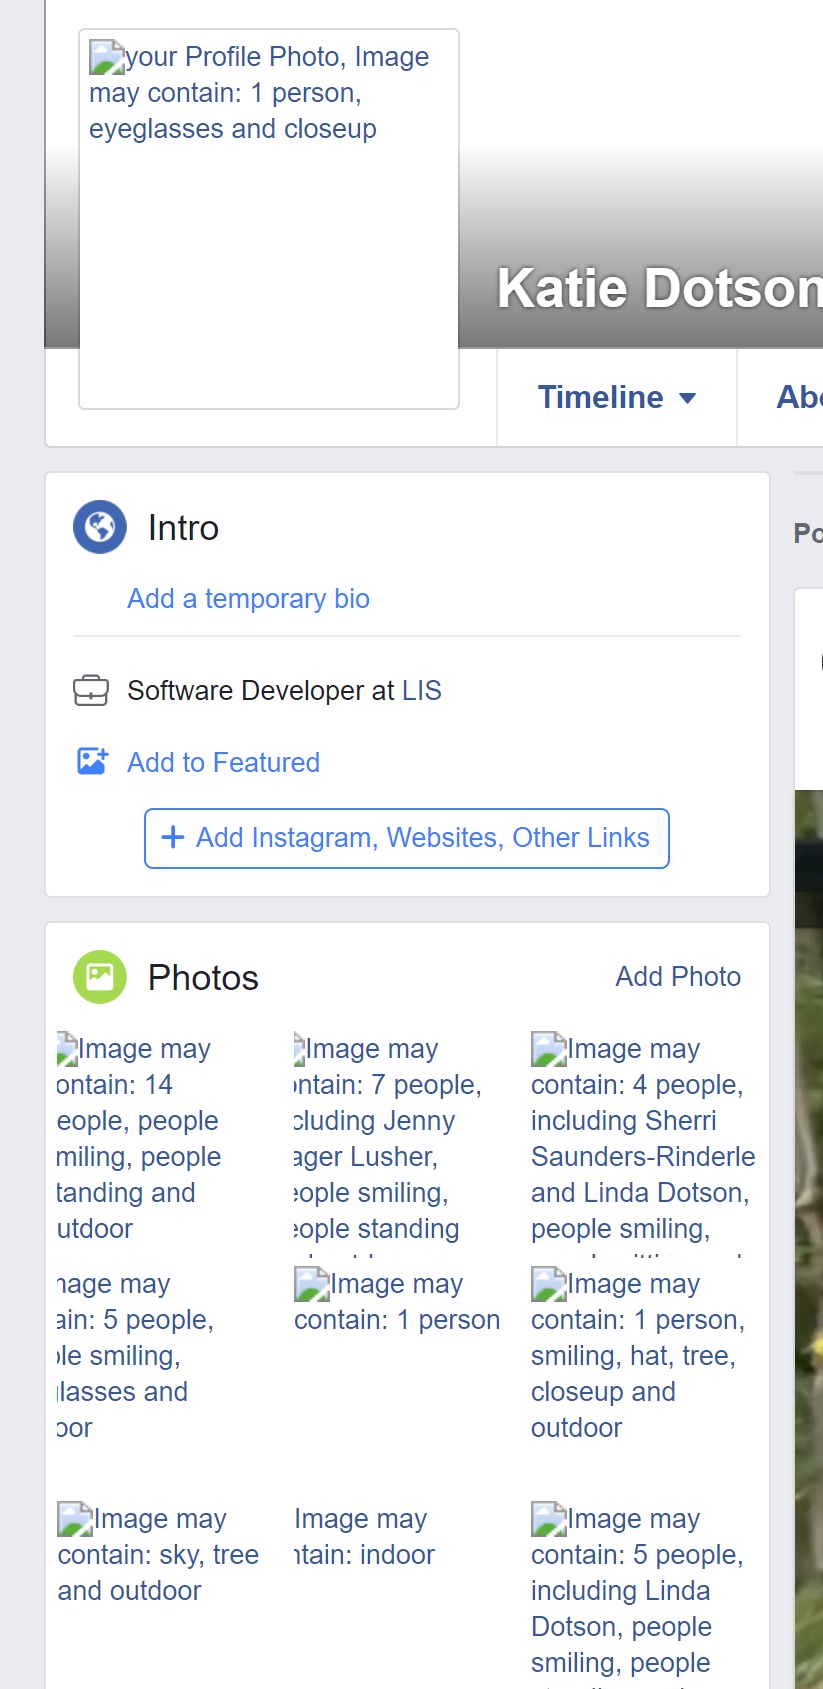 your Profile Photo, Image
may contain: 1 person,
eyeglasses and closeup
Katie Dotson
Timeline
Intro
Add a temporary bio
Software Developer at LIS
Add to Featured
+ Add Instagram, Websites, Other Links
Photos
Add Photo
Image may
ontain: 14
eople, people
miling, people
tanding and
utdoor
Image may
ontain: 7 people,
cluding Jenny
ager Lusher,
eople smiling,
eople standing
Image may
contain: 4 people,
including Sherri
Saunders-Rinderle
and Linda Dotson,
people smiling,
nage may
ain: 5 people,
le smiling,
lasses and
oor
Image may
contain: 1 person
Image may
contain: 1 person,
smiling, hat, tree,
closeup and
outdoor
Image may
contain: sky, tree
and outdoor
Image may
ntain: indoor
Image may
contain: 5 people,
including Linda
Dotson, people
smiling, people